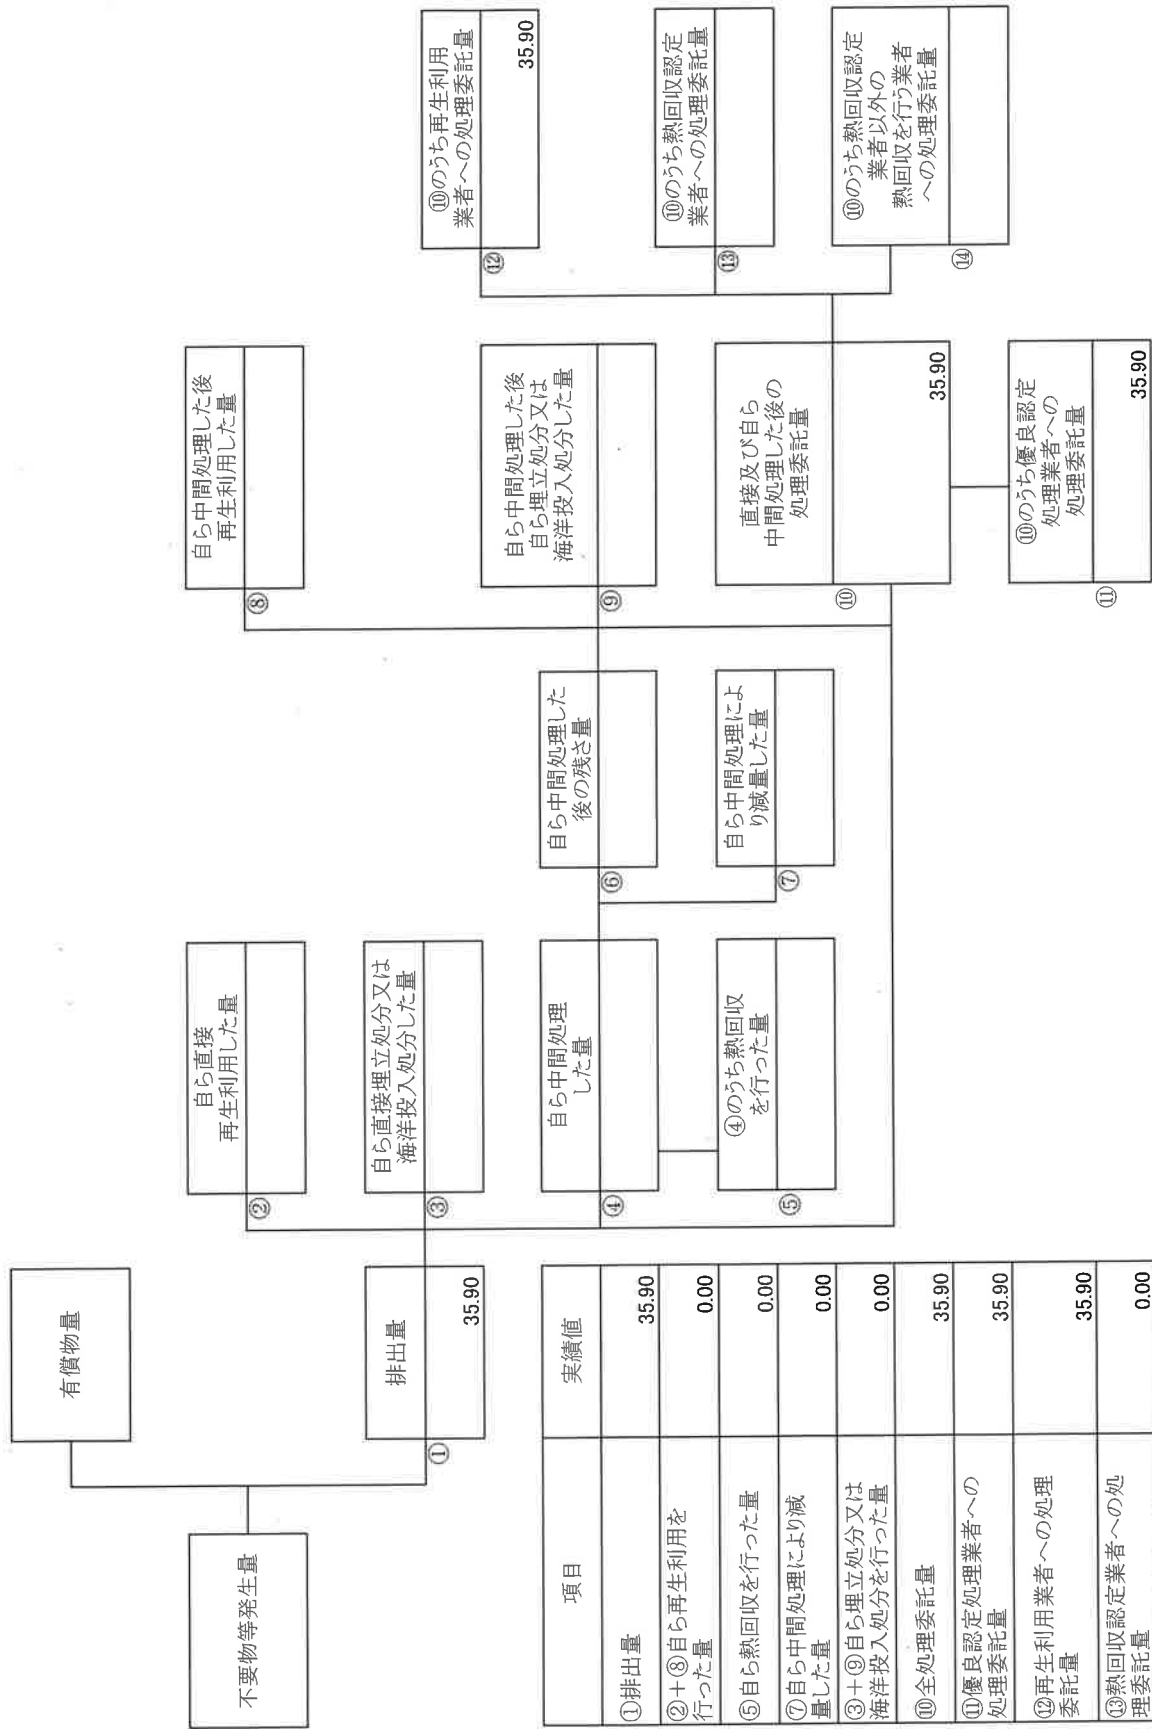 不要物等発生量
有償物量
①
排出量
35.90
②
自ら直接
再生利用した量
③
自ら直接埋立処分又は
海洋投入処分した量
④
自ら中間処理
した量
⑤
④のうち熱回収
を行った量
⑥
自ら中間処理した
後の残さ量
⑦
自ら中間処理によ
り減量した量
⑧
自ら中間処理した後
再生利用した量
⑨
自ら中間処理した後
自ら埋立処分又は
海洋投入処分した量
⑩
直接及び自ら
中間処理した後の
処理委託量
35.90
⑪
⑩のうち優良認定
処理業者への
処理委託量
35.90
⑫
⑩のうち再生利用
業者への処理委託量
35.90
⑬
⑩のうち熱回収認定
業者への処理委託量
⑭
⑩のうち熱回収認定
業者以外の
熱回収を行う業者
への処理委託量
項目 実績値
①排出量 35.90
②+⑧自ら再生利用を
行った量 0.00
⑤自ら熱回収を行った量 0.00
⑦自ら中間処理により減
量した量 0.00
③+⑨自ら埋立処分又は
海洋投入処分を行った量 0.00
⑩全処理委託量 35.90
⑪優良認定処理業者への
処理委託量 35.90
⑫再生利用業者への処理
委託量 35.90
⑬熱回収認定業者への処
理委託量 0.00